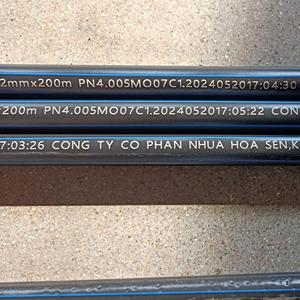 2mmx200m PN4.005MO07C1.2024052017:04:30
200m PN4.005MO07C1.2024052017:05:22 CON
7:03:26 CONG TY CO PHAN NHUA HOA SEN,K